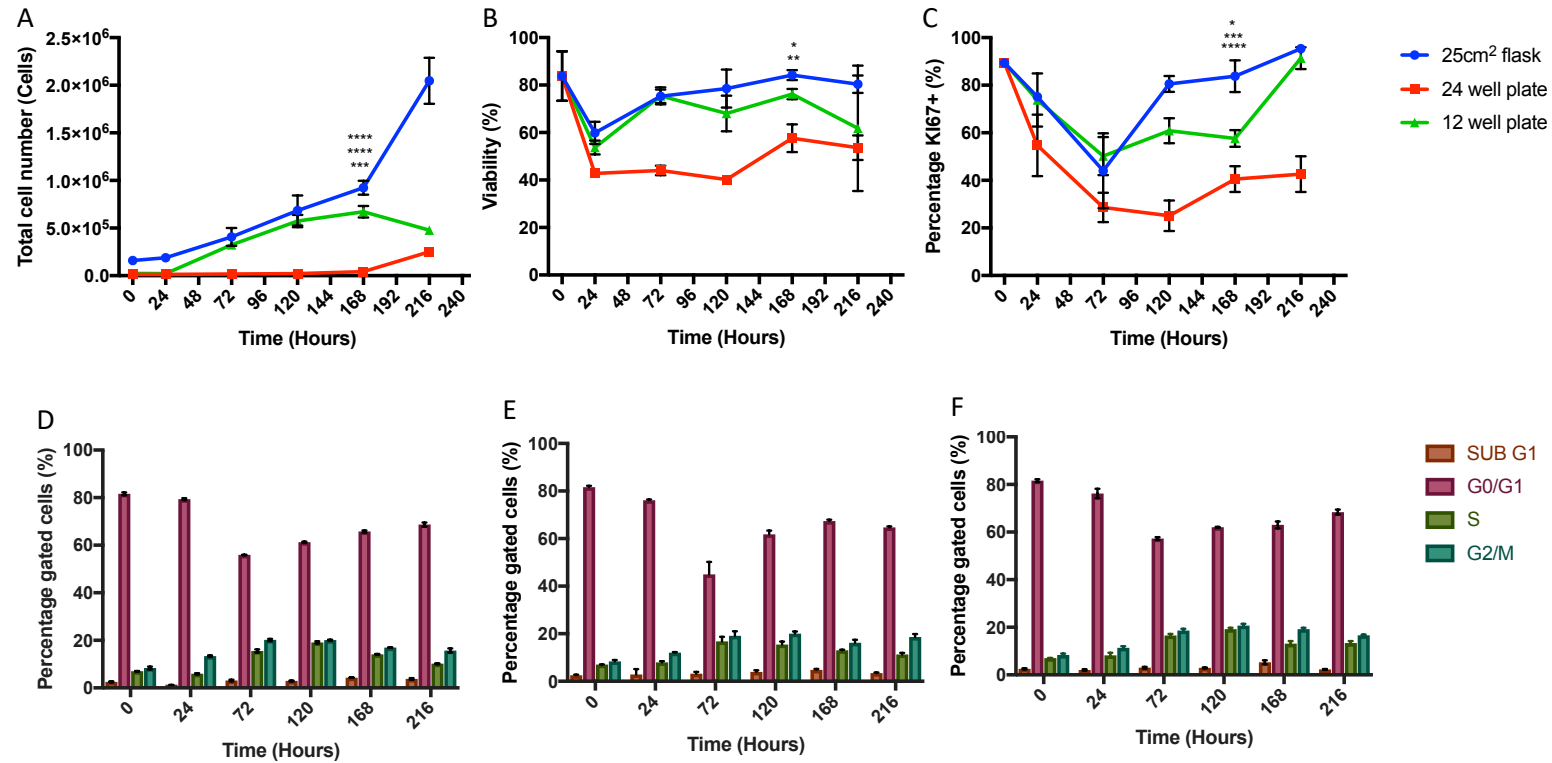 A
Total cell number (Cells)
2.5×10⁶
2.0×10⁶
1.5×10⁶
1.0×10⁶
5.0×10⁵
0.0
****
****
***
0 24 48 72 96 120 144 168 192 216 240
Time (Hours)
B
Viability (%)
100
80
60
40
20
0
*
**
0 24 48 72 96 120 144 168 192 216 240
Time (Hours)
C
Percentage KI67+ (%)
100
80
60
40
20
0
*
***
****
0 24 48 72 96 120 144 168 192 216 240
Time (Hours)
25cm² flask
24 well plate
12 well plate
D
Percentage gated cells (%)
100
80
60
40
20
0
0 24 72 120 168 216
Time (Hours)
E
Percentage gated cells (%)
100
80
60
40
20
0
0 24 72 120 168 216
Time (Hours)
F
Percentage gated cells (%)
100
80
60
40
20
0
0 24 72 120 168 216
Time (Hours)
SUB G1
G0/G1
S
G2/M